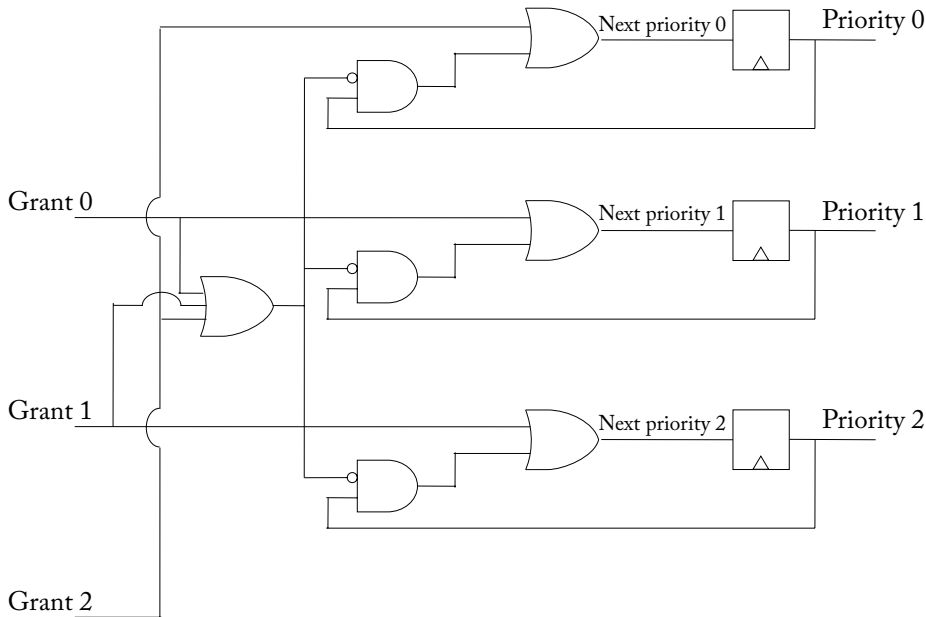 Next priority 0
Priority 0
Grant 0
Next priority 1
Priority 1
Grant 1
Next priority 2
Priority 2
Grant 2